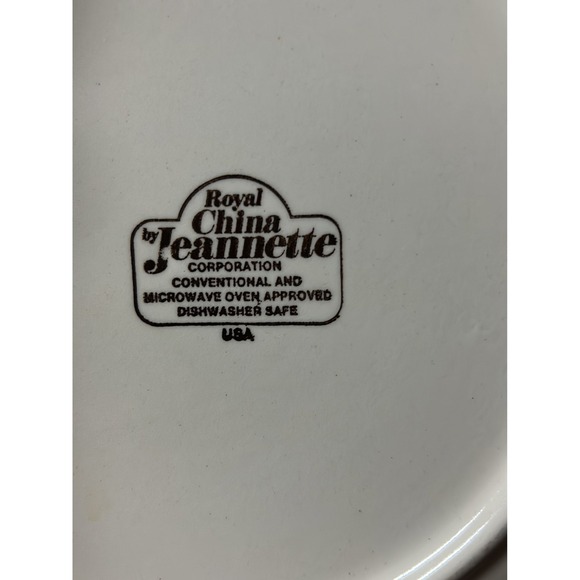 Royal
China
by Jeannette
CORPORATION
CONVENTIONAL AND
MICROWAVE OVEN APPROVED
DISHWASHER SAFE
USA